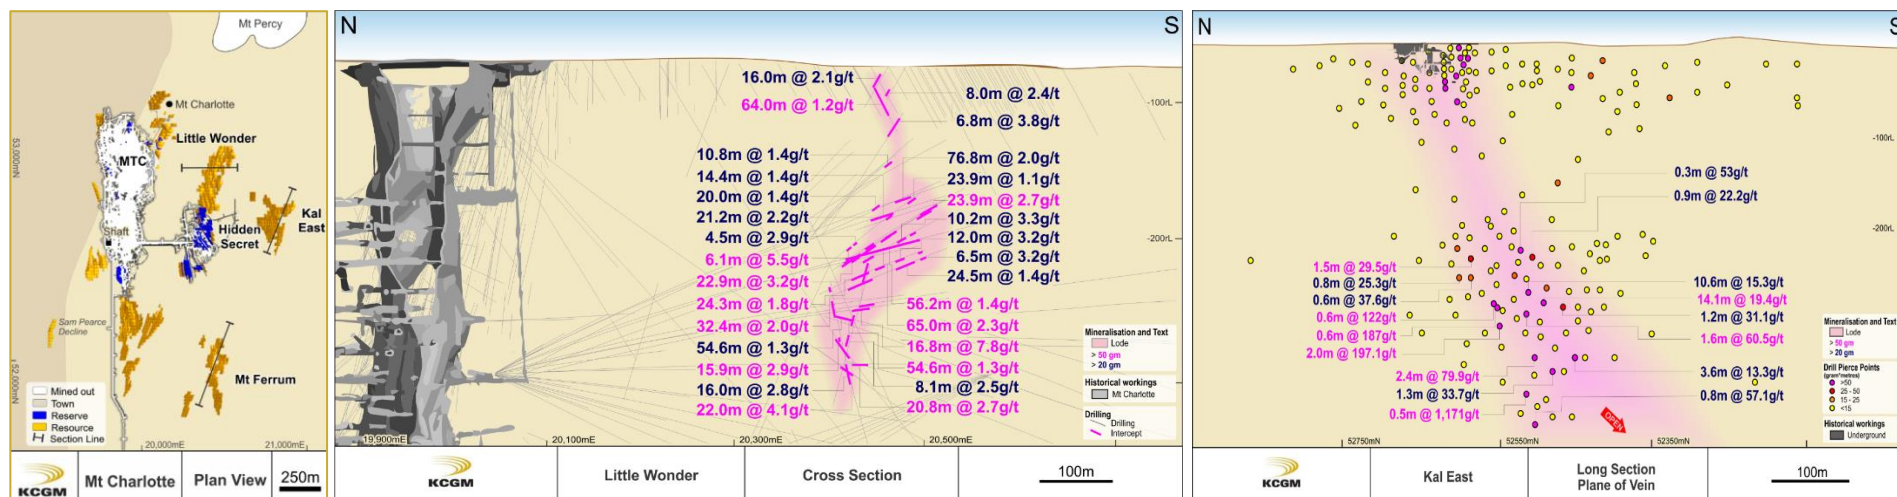 Mt Percy
Mt Charlotte
Little Wonder
MTC
53,000mN
Kal
East
Hidden
Secret
Shaft
Sam Pearce
Decline
Mt Ferrum
52,000mN
Mined out
Town
Reserve
Resource
Section Line
20,000mE
21,000mE
KCGM
Mt Charlotte
Plan View
250m
N
S
16.0m @ 2.1g/t
64.0m @ 1.2g/t
8.0m @ 2.4/t
6.8m @ 3.8g/t
-100rL
10.8m @ 1.4g/t
14.4m @ 1.4g/t
20.0m @ 1.4g/t
21.2m @ 2.2g/t
4.5m @ 2.9g/t
6.1m @ 5.5g/t
22.9m @ 3.2g/t
24.3m @ 1.8g/t
32.4m @ 2.0g/t
54.6m @ 1.3g/t
15.9m @ 2.9g/t
16.0m @ 2.8g/t
22.0m @ 4.1g/t
76.8m @ 2.0g/t
23.9m @ 1.1g/t
23.9m @ 2.7g/t
10.2m @ 3.3g/t
12.0m @ 3.2g/t
6.5m @ 3.2g/t
24.5m @ 1.4g/t
56.2m @ 1.4g/t
65.0m @ 2.3g/t
16.8m @ 7.8g/t
54.6m @ 1.3g/t
8.1m @ 2.5g/t
20.8m @ 2.7g/t
-200rL
Mineralisation and Text
Lode
> 50 gm
> 20 gm
Historical workings
Mt Charlotte
Drilling
Drilling
Intercept
19,900mE
20,100mE
20,300mE
20,500mE
KCGM
Little Wonder
Cross Section
100m
N
S
-100rL
-200rL
0.3m @ 53g/t
0.9m @ 22.2g/t
1.5m @ 29.5g/t
0.8m @ 25.3g/t
0.6m @ 37.6g/t
0.6m @ 122g/t
0.6m @ 187g/t
2.0m @ 197.1g/t
2.4m @ 79.9g/t
1.3m @ 33.7g/t
0.5m @ 1,171g/t
10.6m @ 15.3g/t
14.1m @ 19.4g/t
1.2m @ 31.1g/t
1.6m @ 60.5g/t
3.6m @ 13.3g/t
0.8m @ 57.1g/t
OPEN
Mineralisation and Text
Lode
> 50 gm
> 20 gm
Drill Pierce Points
(gram*metres)
>50
25 - 50
15 - 25
<15
Historical workings
Underground
52750mN
52550mN
52350mN
KCGM
Kal East
Long Section
Plane of Vein
100m